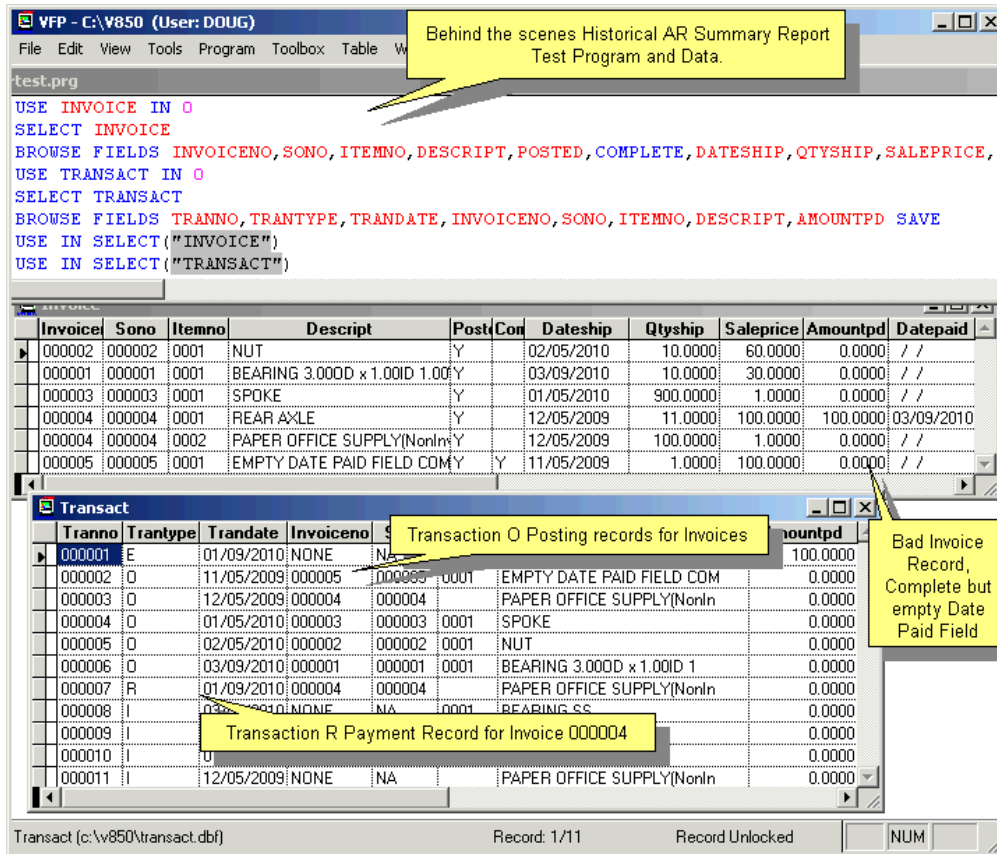 VFP - C:\V850 (User: DOUG)
File Edit View Tools Program Toolbox Table W
Behind the scenes Historical AR Summary Report
Test Program and Data.
test.prg
USE INVOICE IN 0
SELECT INVOICE
BROWSE FIELDS INVOICENO,SONO,ITEMNO,DESCRIPT,POSTED,COMPLETE,DATESHIP,QTYSHIP,SALEPRICE,
USE TRANSACT IN 0
SELECT TRANSACT
BROWSE FIELDS TRANNO,TRANTYPE,TRANDATE,INVOICENO,SONO,ITEMNO,DESCRIPT,AMOUNTPD SAVE
USE IN SELECT("INVOICE")
USE IN SELECT("TRANSACT")
Invoice
Invoice Sono Itemno Descript Poste Com Dateship Qtyship Saleprice Amountpd Datepaid
000002 000002 0001 NUT Y 02/05/2010 10.0000 60.0000 0.0000 / /
000001 000001 0001 BEARING 3.000D x 1.00ID 1.00 Y 03/09/2010 10.0000 30.0000 0.0000 / /
000003 000003 0001 SPOKE Y 01/05/2010 900.0000 1.0000 0.0000 / /
000004 000004 0001 REAR AXLE Y 12/05/2009 11.0000 100.0000 100.0000 03/09/2010
000004 000004 0002 PAPER OFFICE SUPPLY(NonInv Y 12/05/2009 100.0000 1.0000 0.0000 / /
000005 000005 0001 EMPTY DATE PAID FIELD COM Y Y 11/05/2009 1.0000 100.0000 0.0000 / /
Transact
Tranno Trantype Trandate Invoiceno S mountpd
Transaction O Posting records for Invoices
Bad Invoice
Record,
Complete but
empty Date
Paid Field
000001 E 01/09/2010 NONE NA 100.0000
000002 O 11/05/2009 000005 000005 0001 EMPTY DATE PAID FIELD COM 0.0000
000003 O 12/05/2009 000004 000004 PAPER OFFICE SUPPLY(NonIn 0.0000
000004 O 01/05/2010 000003 000003 0001 SPOKE 0.0000
000005 O 02/05/2010 000002 000002 0001 NUT 0.0000
000006 O 03/09/2010 000001 000001 0001 BEARING 3.000D x 1.00ID 1 0.0000
000007 R 01/09/2010 000004 000004 PAPER OFFICE SUPPLY(NonIn 0.0000
000008 I NONE NA 0001 BEARING SS 0.0000
Transaction R Payment Record for Invoice 000004
000009 I 0.0000
000010 I 0.0000
000011 I 12/05/2009 NONE NA PAPER OFFICE SUPPLY(NonIn 0.0000
Transact (c:\v850\transact.dbf) Record: 1/11 Record Unlocked NUM